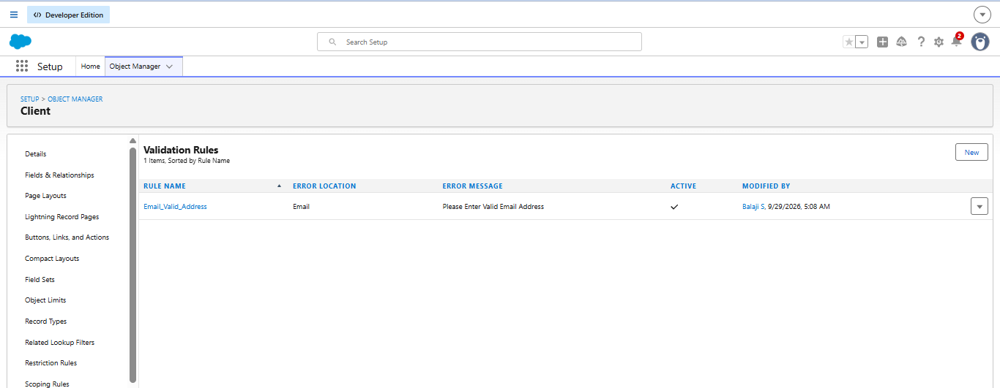 </> Developer Edition
Search Setup
2
Setup Home Object Manager
SETUP > OBJECT MANAGER
Client
Details
Fields & Relationships
Page Layouts
Lightning Record Pages
Buttons, Links, and Actions
Compact Layouts
Field Sets
Object Limits
Record Types
Related Lookup Filters
Restriction Rules
Scoping Rules
Validation Rules
1 Items, Sorted by Rule Name
New
RULE NAME ERROR LOCATION ERROR MESSAGE ACTIVE MODIFIED BY
Email_Valid_Address Email Please Enter Valid Email Address Balaji S, 9/29/2026, 5:08 AM